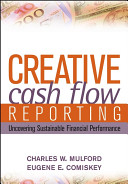 CREATIVE
cash flow
REPORTING
Uncovering Sustainable Financial Performance
CHARLES W. MULFORD
EUGENE E. COMISKEY